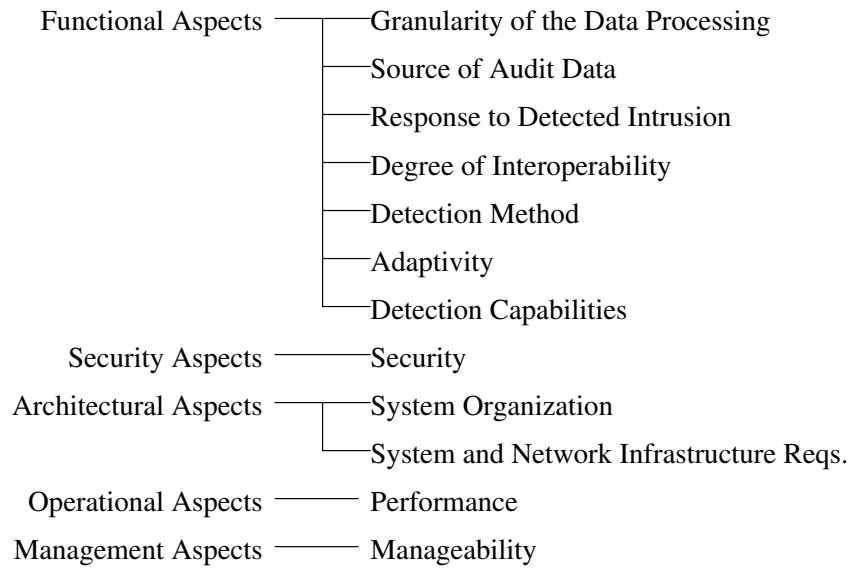 Functional Aspects Granularity of the Data Processing
Source of Audit Data
Response to Detected Intrusion
Degree of Interoperability
Detection Method
Adaptivity
Detection Capabilities
Security Aspects Security
Architectural Aspects System Organization
System and Network Infrastructure Reqs.
Operational Aspects Performance
Management Aspects Manageability